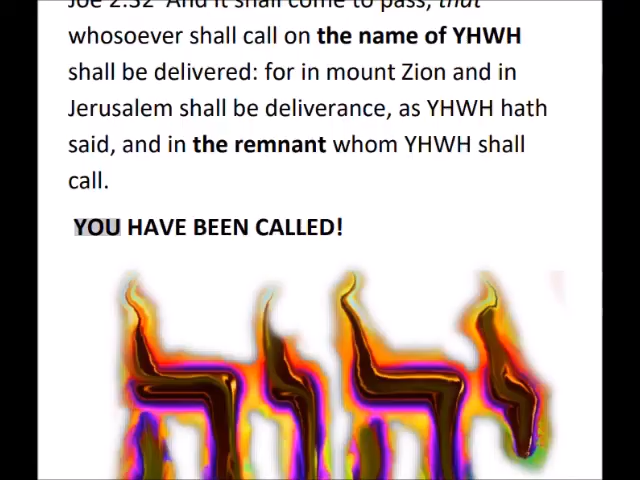 Joe 2:32 And it shall come to pass, that
whosoever shall call on the name of YHWH
shall be delivered: for in mount Zion and in
Jerusalem shall be deliverance, as YHWH hath
said, and in the remnant whom YHWH shall
call.
YOU HAVE BEEN CALLED!
יהוה